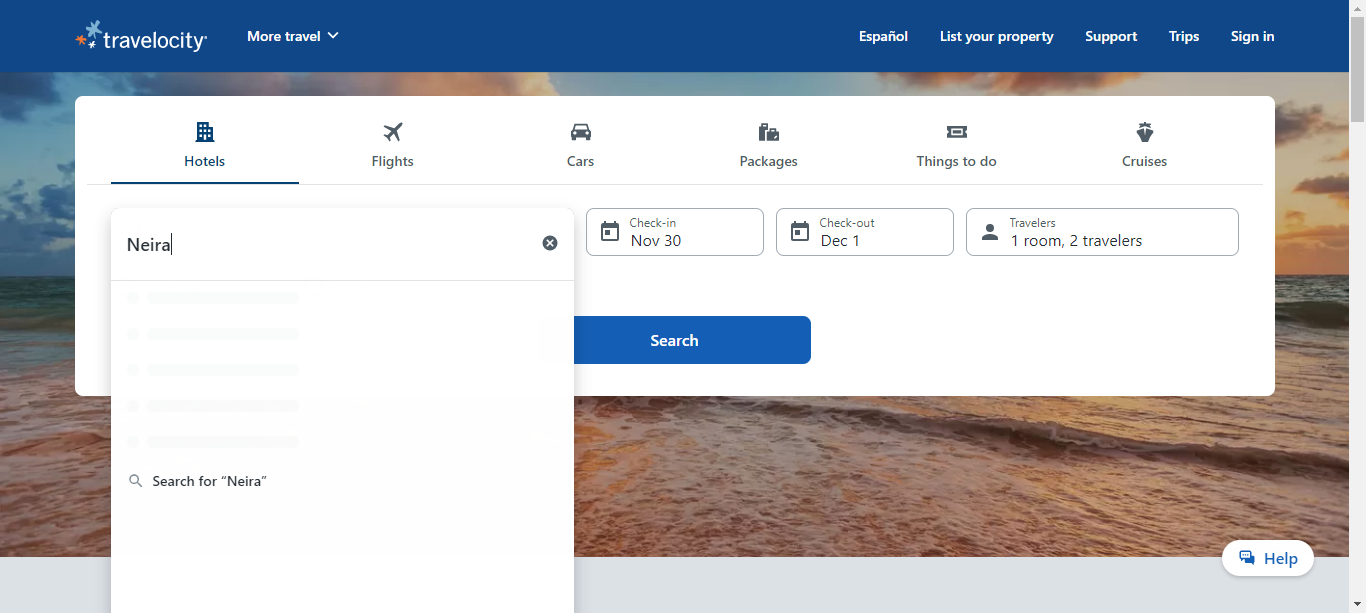 travelocity
More travel
Español
List your property
Support
Trips
Sign in
Hotels
Flights
Cars
Packages
Things to do
Cruises
Neira
Check-in
Nov 30
Check-out
Dec 1
Travelers
1 room, 2 travelers
Search
Search for “Neira”
Help